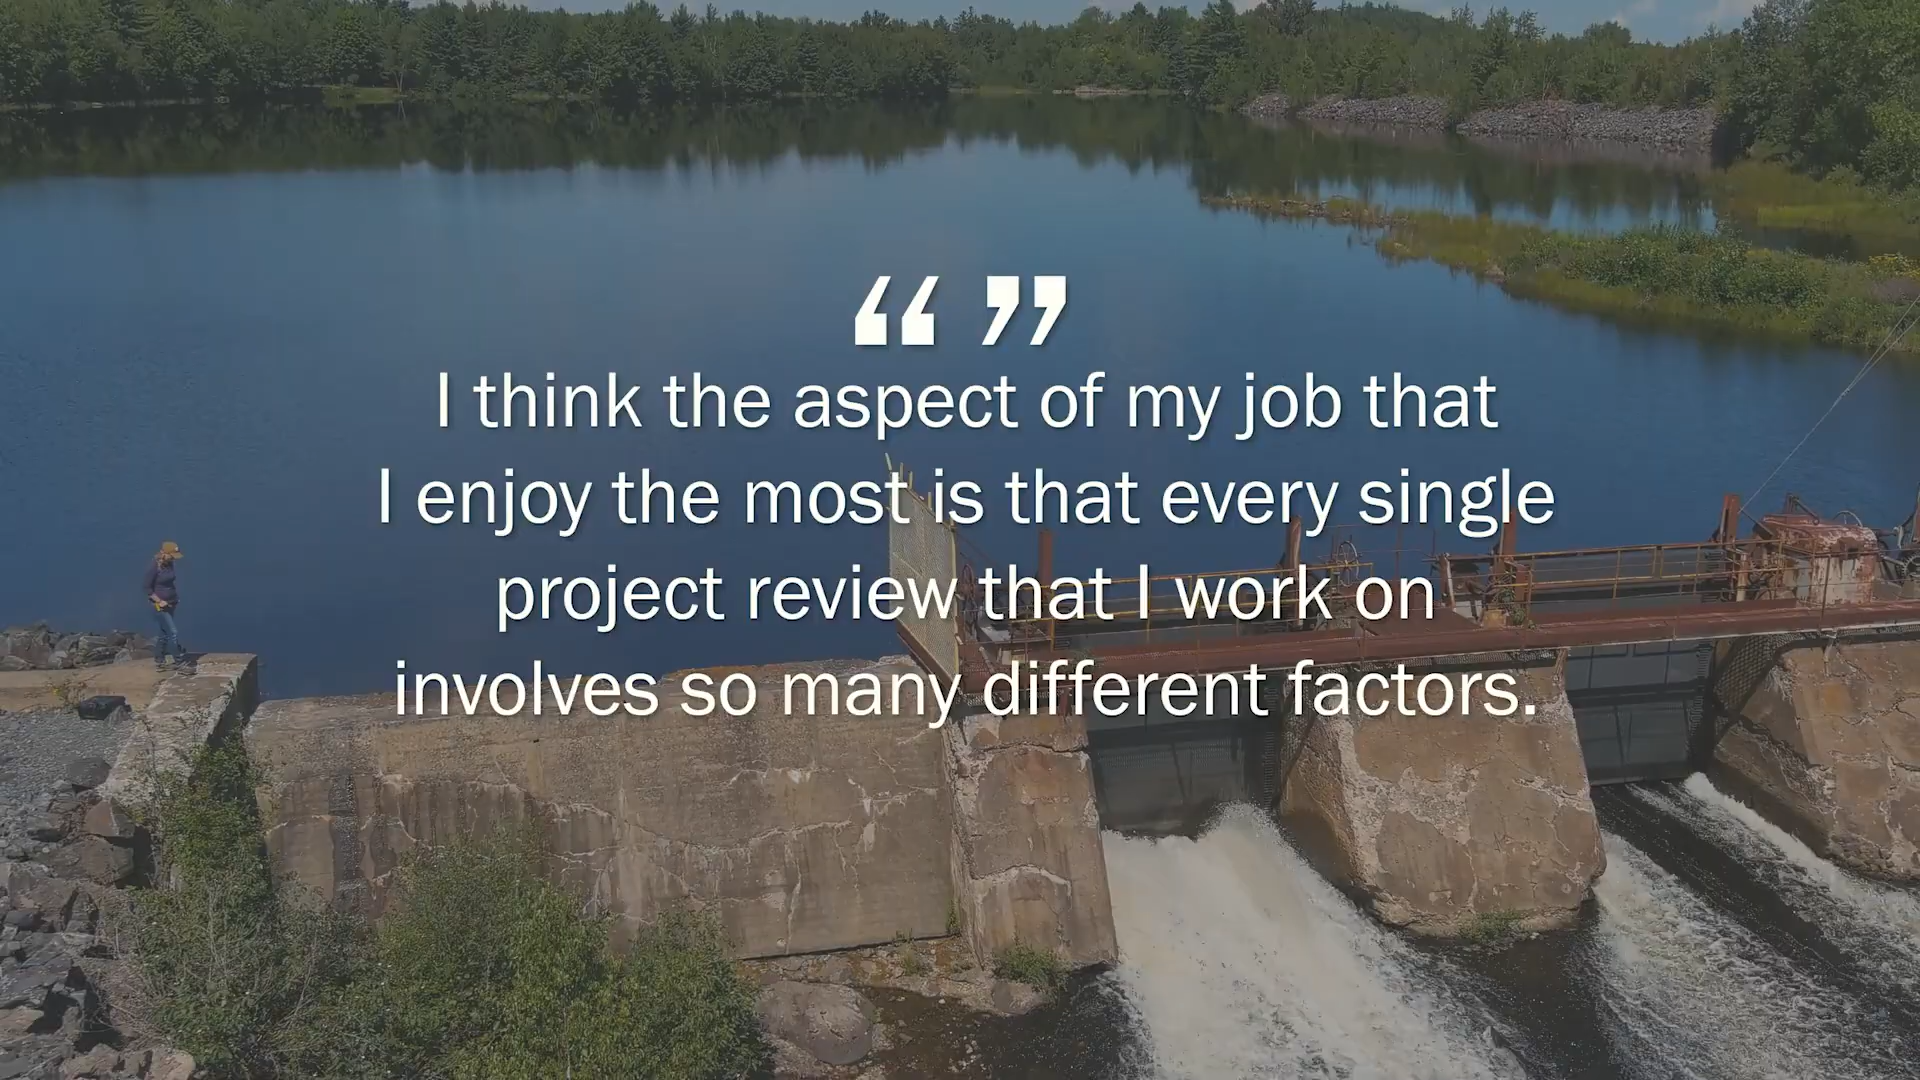 “ ”
I think the aspect of my job that
I enjoy the most is that every single
project review that I work on
involves so many different factors.